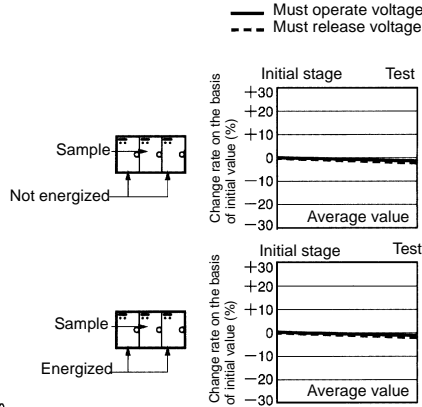 Must operate voltage
Must release voltage
Initial stage Test
Change rate on the basis
of initial value (%)
+30
+20
+10
0
−10
−20
−30
Average value
Sample
Not energized
Initial stage Test
Change rate on the basis
of initial value (%)
+30
+20
+10
0
−10
−20
−30
Average value
Sample
Energized